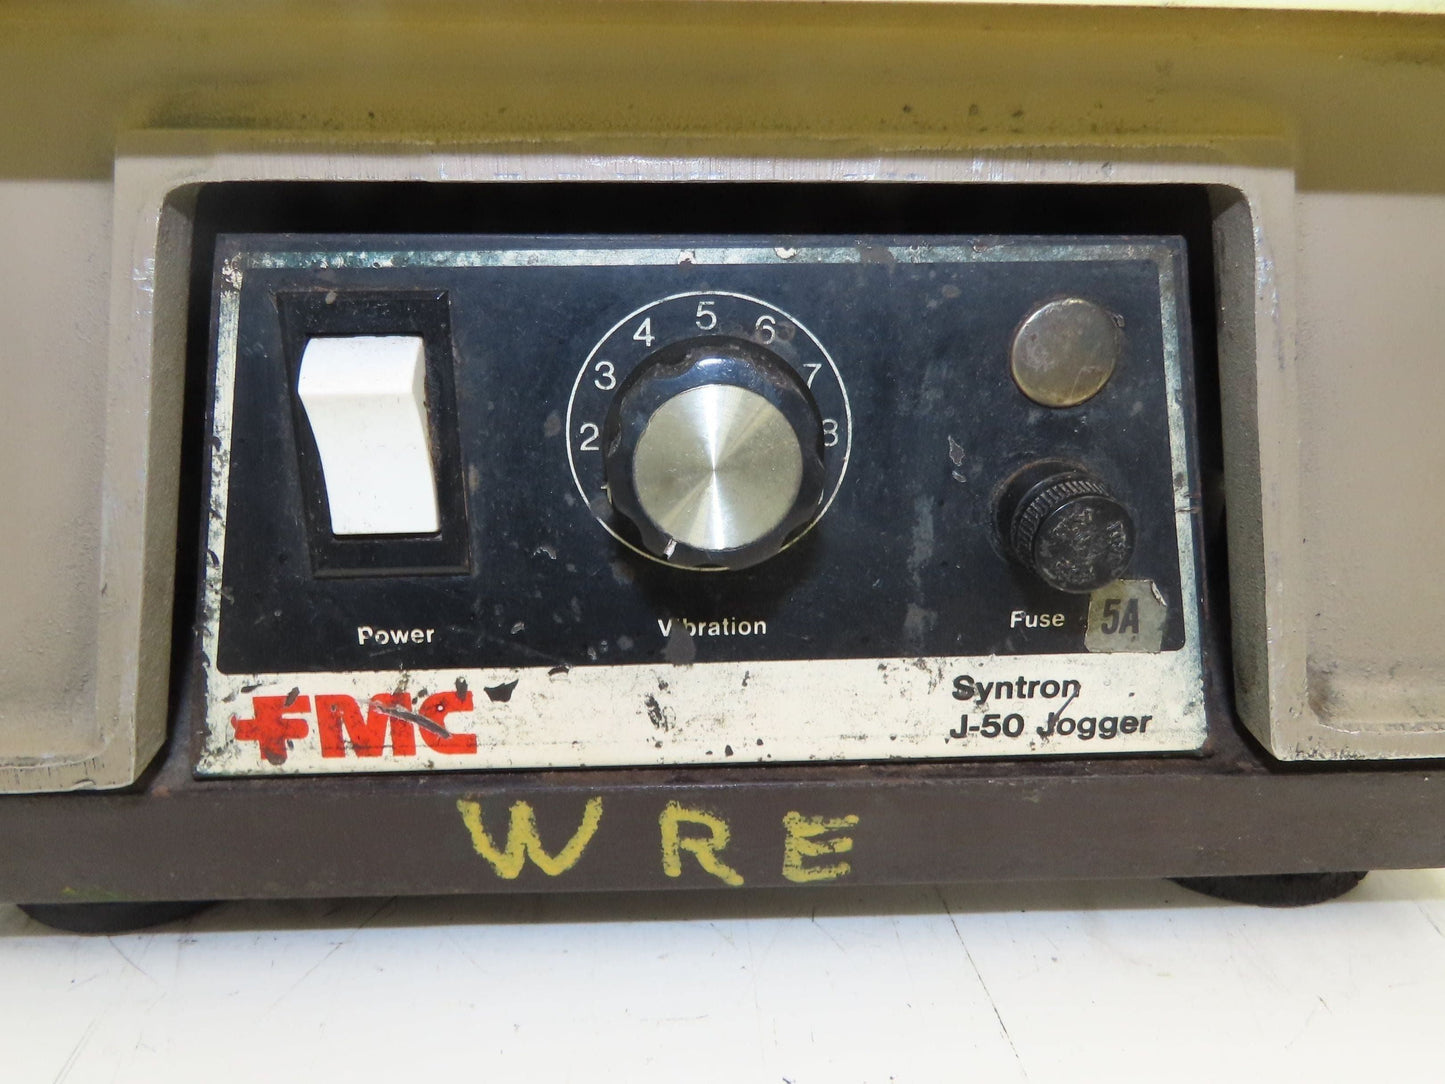 5
4 6
3 7
2 8
Power
Vibration
Fuse 5A
FMC
Syntron
J-50 Jogger
WRE